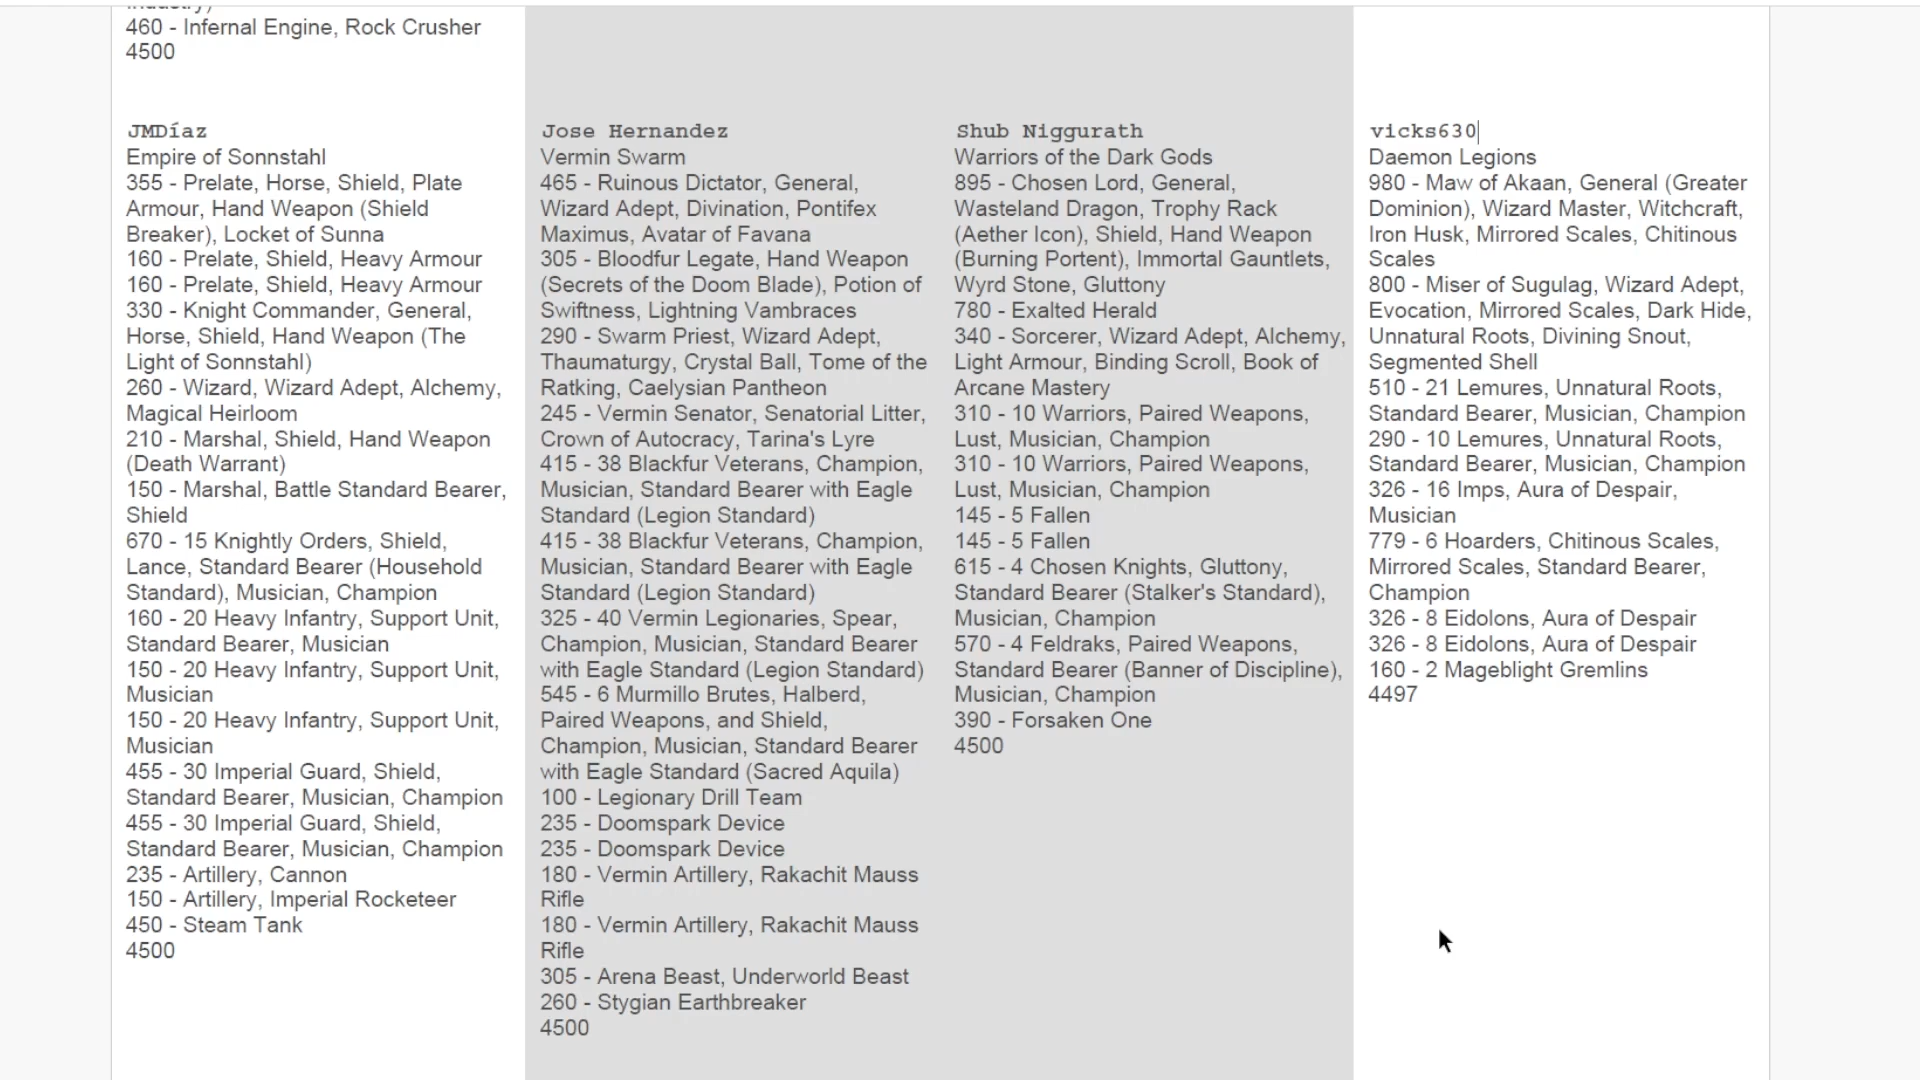 460 - Infernal Engine, Rock Crusher
4500
JMDíaz
Empire of Sonnstahl
355 - Prelate, Horse, Shield, Plate
Armour, Hand Weapon (Shield
Breaker), Locket of Sunna
160 - Prelate, Shield, Heavy Armour
160 - Prelate, Shield, Heavy Armour
330 - Knight Commander, General,
Horse, Shield, Hand Weapon (The
Light of Sonnstahl)
260 - Wizard, Wizard Adept, Alchemy,
Magical Heirloom
210 - Marshal, Shield, Hand Weapon
(Death Warrant)
150 - Marshal, Battle Standard Bearer,
Shield
670 - 15 Knightly Orders, Shield,
Lance, Standard Bearer (Household
Standard), Musician, Champion
160 - 20 Heavy Infantry, Support Unit,
Standard Bearer, Musician
150 - 20 Heavy Infantry, Support Unit,
Musician
150 - 20 Heavy Infantry, Support Unit,
Musician
455 - 30 Imperial Guard, Shield,
Standard Bearer, Musician, Champion
455 - 30 Imperial Guard, Shield,
Standard Bearer, Musician, Champion
235 - Artillery, Cannon
150 - Artillery, Imperial Rocketeer
450 - Steam Tank
4500
Jose Hernandez
Vermin Swarm
465 - Ruinous Dictator, General,
Wizard Adept, Divination, Pontifex
Maximus, Avatar of Favana
305 - Bloodfur Legate, Hand Weapon
(Secrets of the Doom Blade), Potion of
Swiftness, Lightning Vambraces
290 - Swarm Priest, Wizard Adept,
Thaumaturgy, Crystal Ball, Tome of the
Ratking, Caelysian Pantheon
245 - Vermin Senator, Senatorial Litter,
Crown of Autocracy, Tarina's Lyre
415 - 38 Blackfur Veterans, Champion,
Musician, Standard Bearer with Eagle
Standard (Legion Standard)
415 - 38 Blackfur Veterans, Champion,
Musician, Standard Bearer with Eagle
Standard (Legion Standard)
325 - 40 Vermin Legionaries, Spear,
Champion, Musician, Standard Bearer
with Eagle Standard (Legion Standard)
545 - 6 Murmillo Brutes, Halberd,
Paired Weapons, and Shield,
Champion, Musician, Standard Bearer
with Eagle Standard (Sacred Aquila)
100 - Legionary Drill Team
235 - Doomspark Device
235 - Doomspark Device
180 - Vermin Artillery, Rakachit Mauss
Rifle
180 - Vermin Artillery, Rakachit Mauss
Rifle
305 - Arena Beast, Underworld Beast
260 - Stygian Earthbreaker
4500
Shub Niggurath
Warriors of the Dark Gods
895 - Chosen Lord, General,
Wasteland Dragon, Trophy Rack
(Aether Icon), Shield, Hand Weapon
(Burning Portent), Immortal Gauntlets,
Wyrd Stone, Gluttony
780 - Exalted Herald
340 - Sorcerer, Wizard Adept, Alchemy,
Light Armour, Binding Scroll, Book of
Arcane Mastery
310 - 10 Warriors, Paired Weapons,
Lust, Musician, Champion
310 - 10 Warriors, Paired Weapons,
Lust, Musician, Champion
145 - 5 Fallen
145 - 5 Fallen
615 - 4 Chosen Knights, Gluttony,
Standard Bearer (Stalker's Standard),
Musician, Champion
570 - 4 Feldraks, Paired Weapons,
Standard Bearer (Banner of Discipline),
Musician, Champion
390 - Forsaken One
4500
vicks630
Daemon Legions
980 - Maw of Akaan, General (Greater
Dominion), Wizard Master, Witchcraft,
Iron Husk, Mirrored Scales, Chitinous
Scales
800 - Miser of Sugulag, Wizard Adept,
Evocation, Mirrored Scales, Dark Hide,
Unnatural Roots, Divining Snout,
Segmented Shell
510 - 21 Lemures, Unnatural Roots,
Standard Bearer, Musician, Champion
290 - 10 Lemures, Unnatural Roots,
Standard Bearer, Musician, Champion
326 - 16 Imps, Aura of Despair,
Musician
779 - 6 Hoarders, Chitinous Scales,
Mirrored Scales, Standard Bearer,
Champion
326 - 8 Eidolons, Aura of Despair
326 - 8 Eidolons, Aura of Despair
160 - 2 Mageblight Gremlins
4497